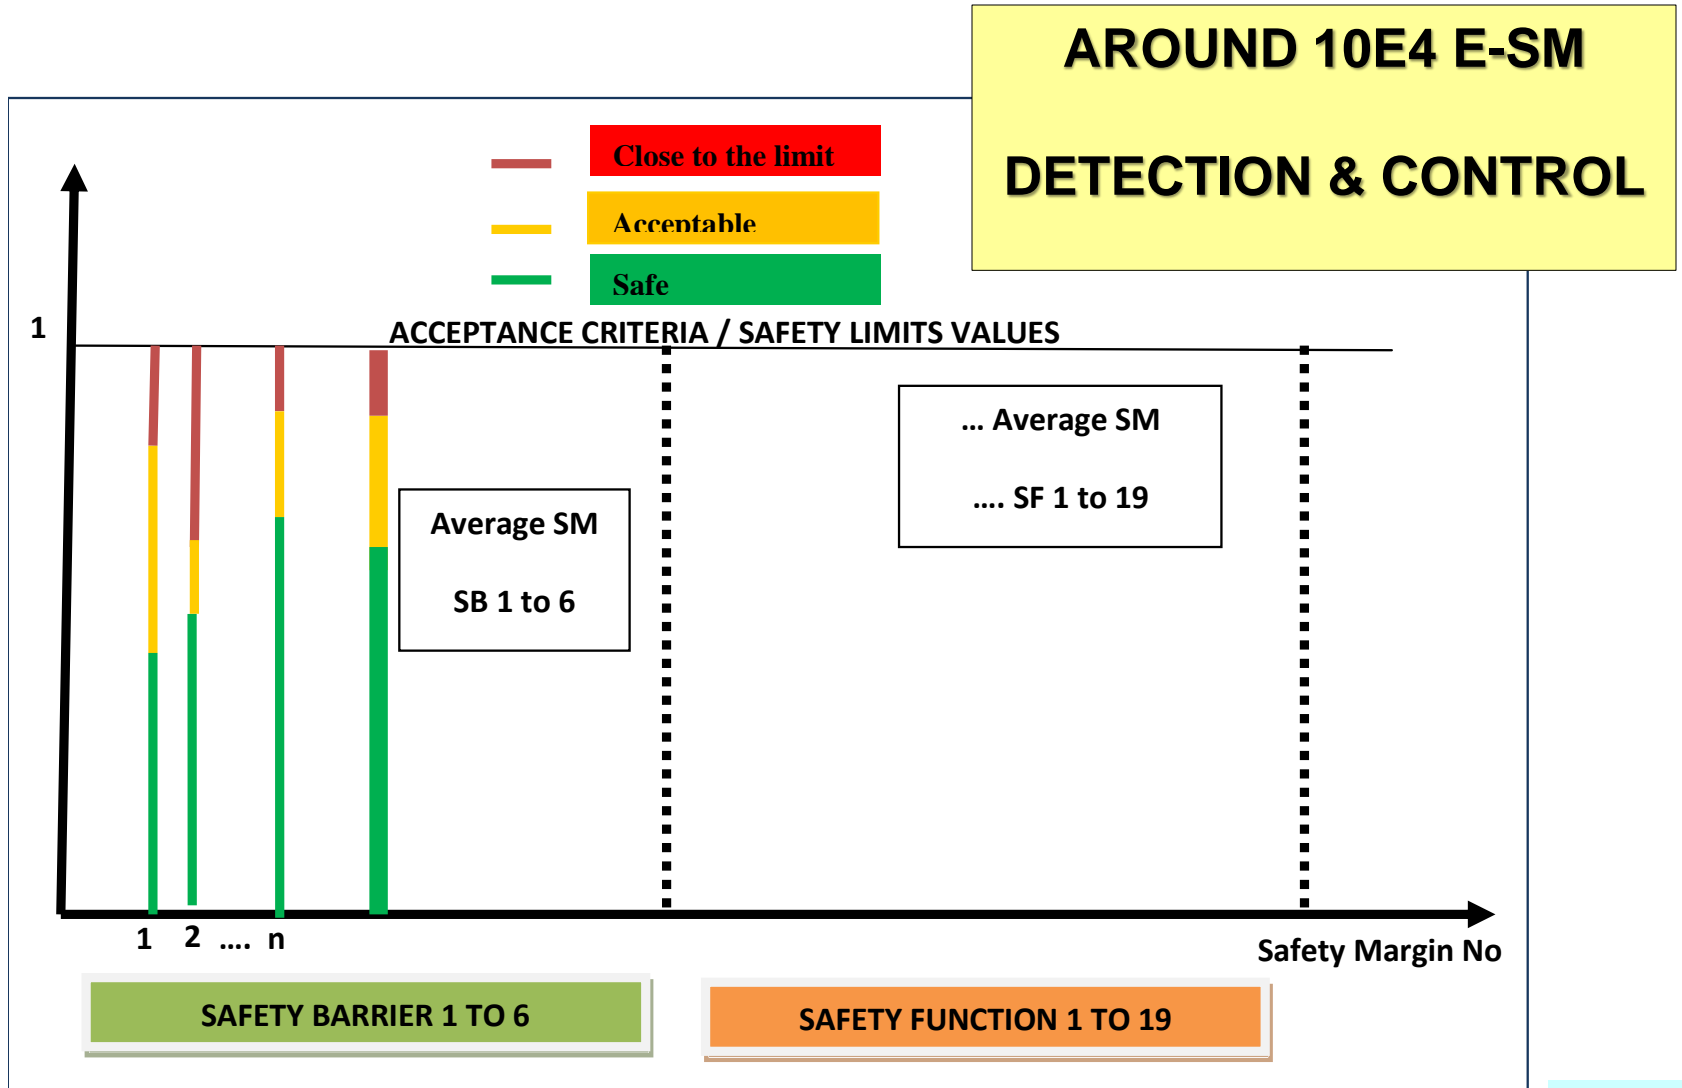 AROUND 10E4 E-SM
DETECTION & CONTROL
Close to the limit
Acceptable
Safe
1
ACCEPTANCE CRITERIA / SAFETY LIMITS VALUES
... Average SM
.... SF 1 to 19
Average SM
SB 1 to 6
1 2 .... n
Safety Margin No
SAFETY BARRIER 1 TO 6
SAFETY FUNCTION 1 TO 19